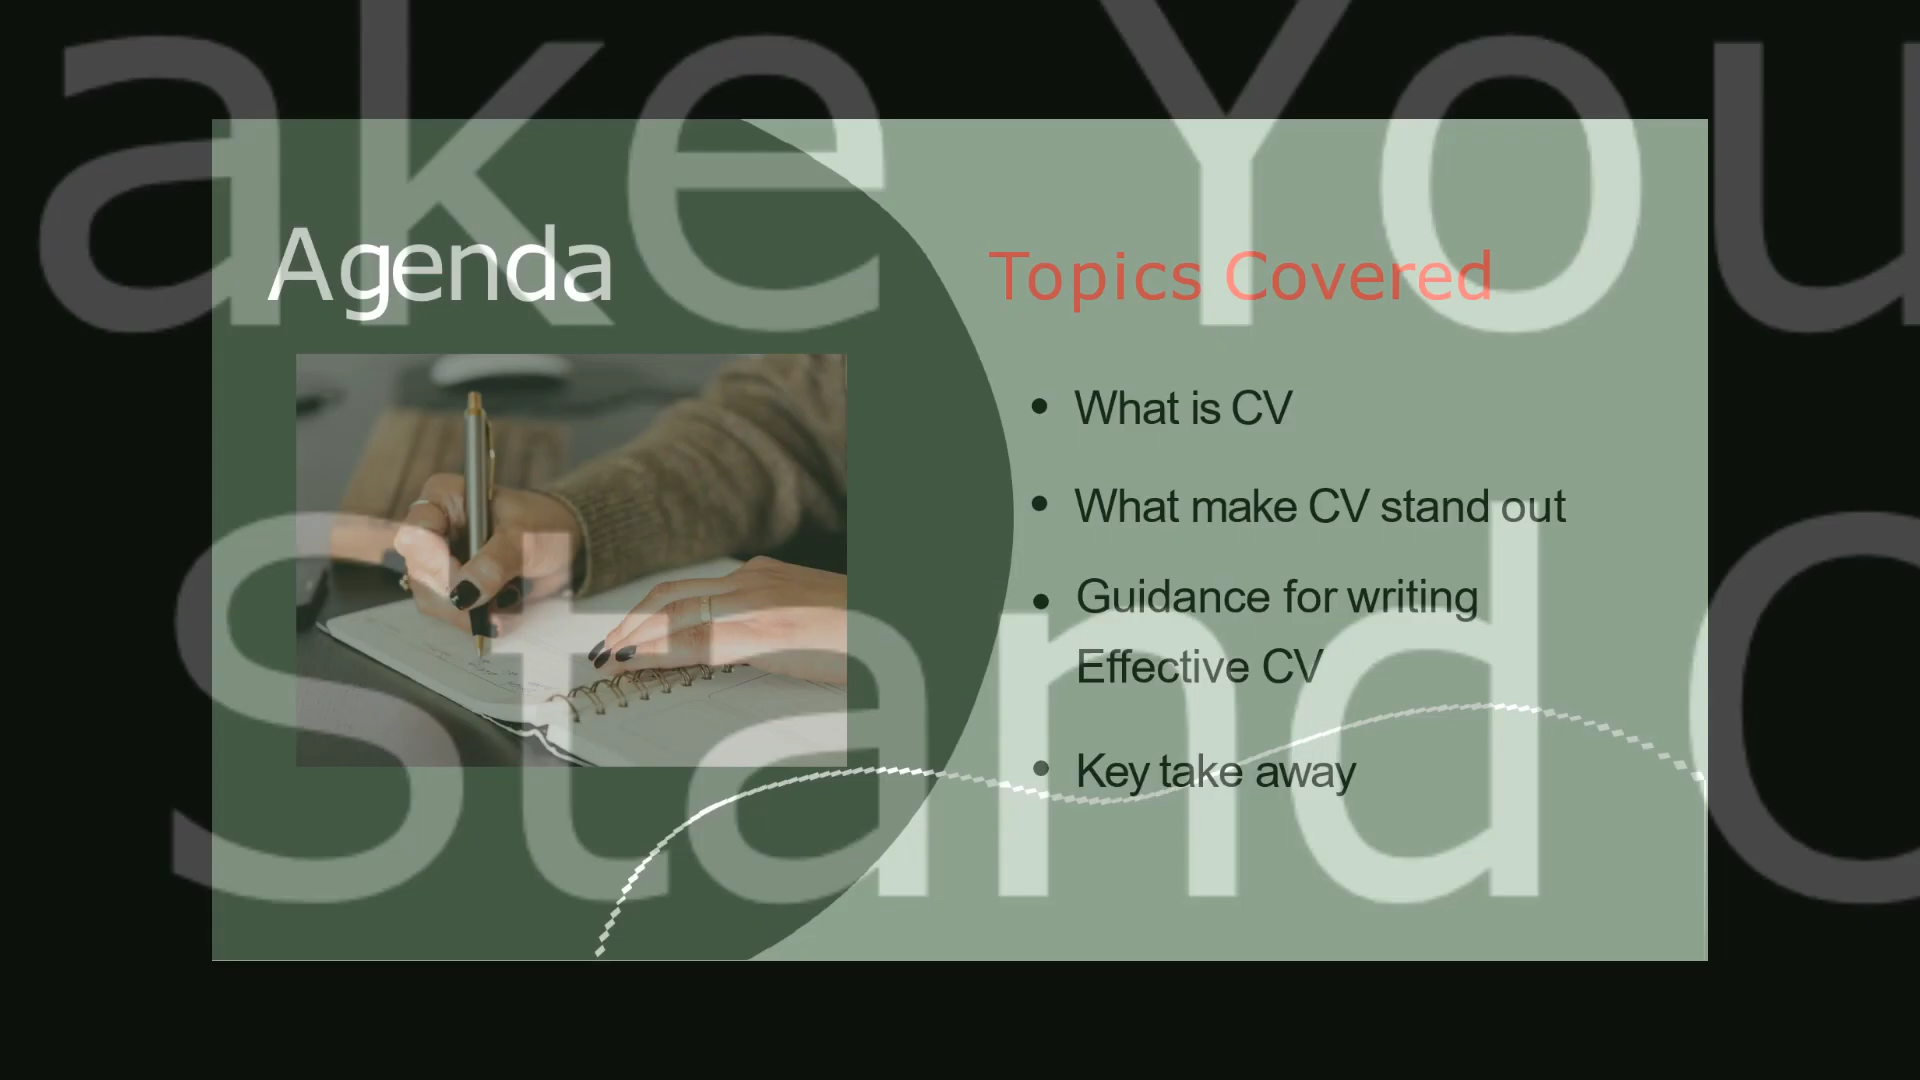 ake You
Stand
Agenda
Topics Covered
What is CV
What make CV stand out
Guidance for writing
Effective CV
Key take away